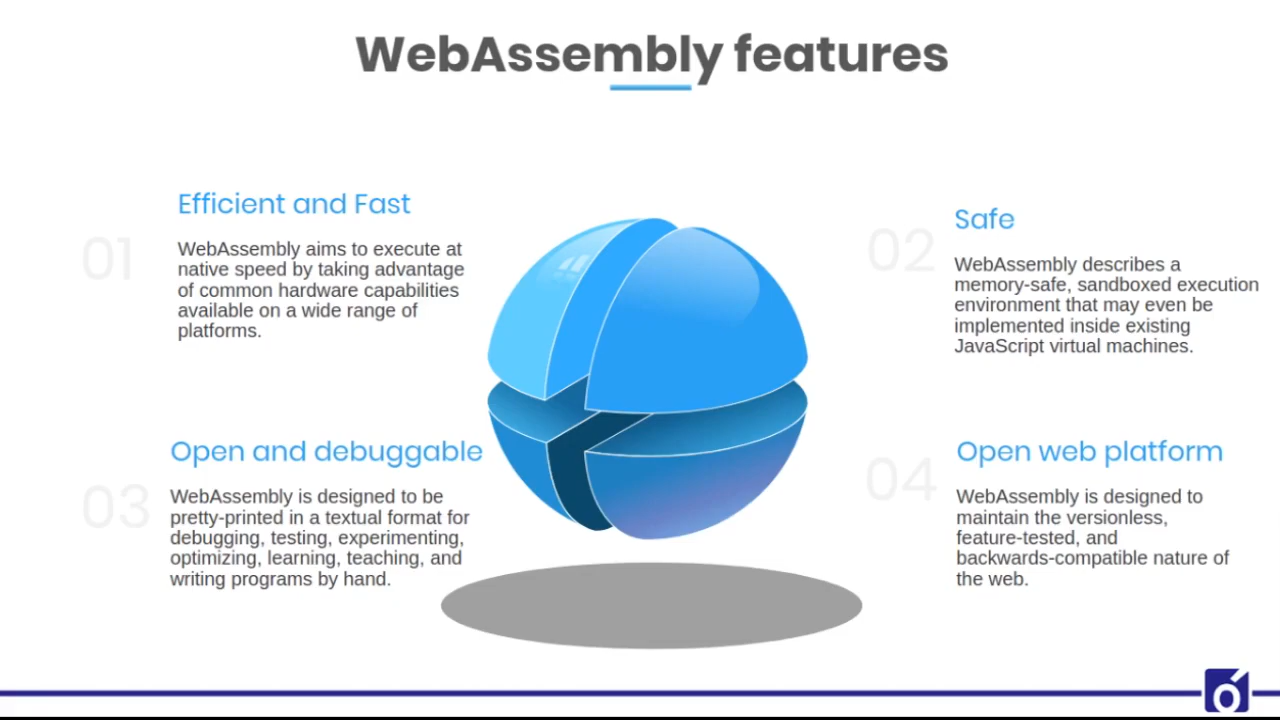 WebAssembly features
01
Efficient and Fast
WebAssembly aims to execute at
native speed by taking advantage
of common hardware capabilities
available on a wide range of
platforms.
02
Safe
WebAssembly describes a
memory-safe, sandboxed execution
environment that may even be
implemented inside existing
JavaScript virtual machines.
03
Open and debuggable
WebAssembly is designed to be
pretty-printed in a textual format for
debugging, testing, experimenting,
optimizing, learning, teaching, and
writing programs by hand.
04
Open web platform
WebAssembly is designed to
maintain the versionless,
feature-tested, and
backwards-compatible nature of
the web.